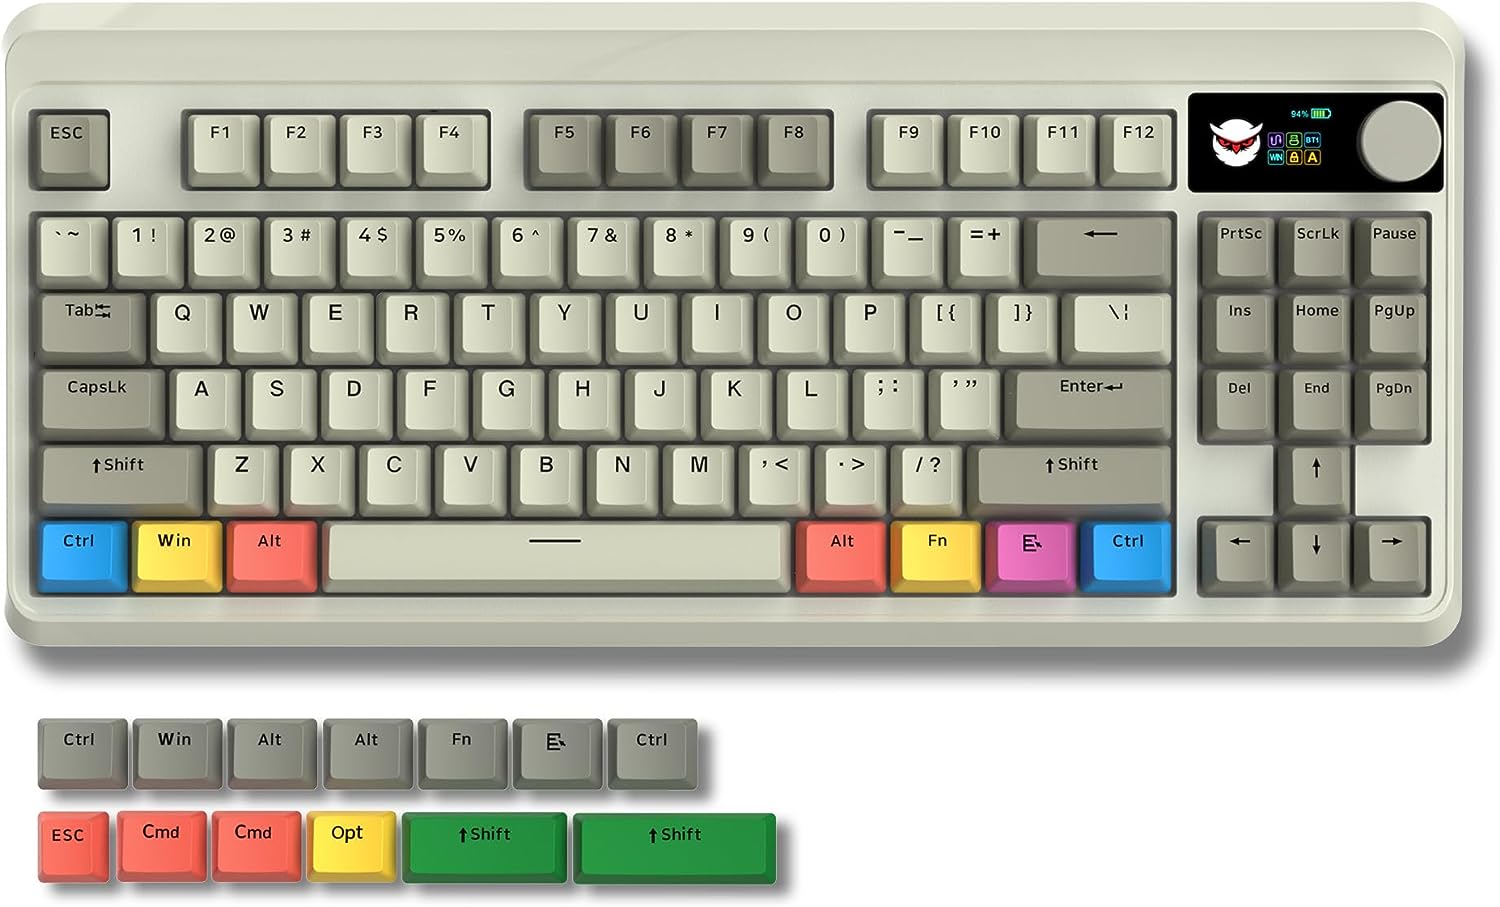 ESC F1 F2 F3 F4 F5 F6 F7 F8 F9 F10 F11 F12
94%
BT1
WIN A
` ~ 1 ! 2 @ 3 # 4 $ 5 % 6 ^ 7 & 8 * 9 ( 0 ) - _ = + ← PrtSc ScrLk Pause
Tab Q W E R T Y U I O P [ { ] } \ ¦ Ins Home PgUp
CapsLk A S D F G H J K L ; : ' " Enter↵ Del End PgDn
↑Shift Z X C V B N M , < . > / ? ↑Shift ↑
Ctrl Win Alt — Alt Fn Ctrl ← ↓ →
Ctrl Win Alt Alt Fn Ctrl
ESC Cmd Cmd Opt ↑Shift ↑Shift